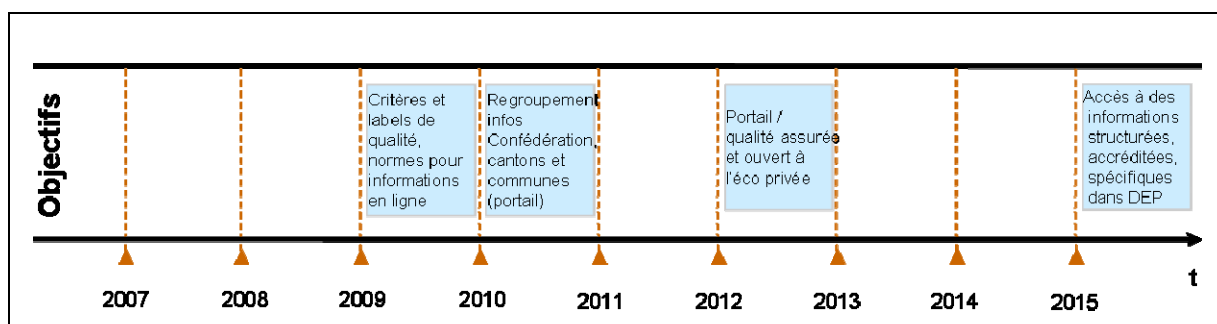 Objectifs
Critères et
labels de
qualité,
normes pour
informations
en ligne
Regroupement
infos
Confédération,
cantons et
communes
(portail)
Portail /
qualité assurée
et ouvert à
l'éco privée
Accès à des
informations
structurées,
accréditées,
spécifiques
dans DEP
t
2007 2008 2009 2010 2011 2012 2013 2014 2015